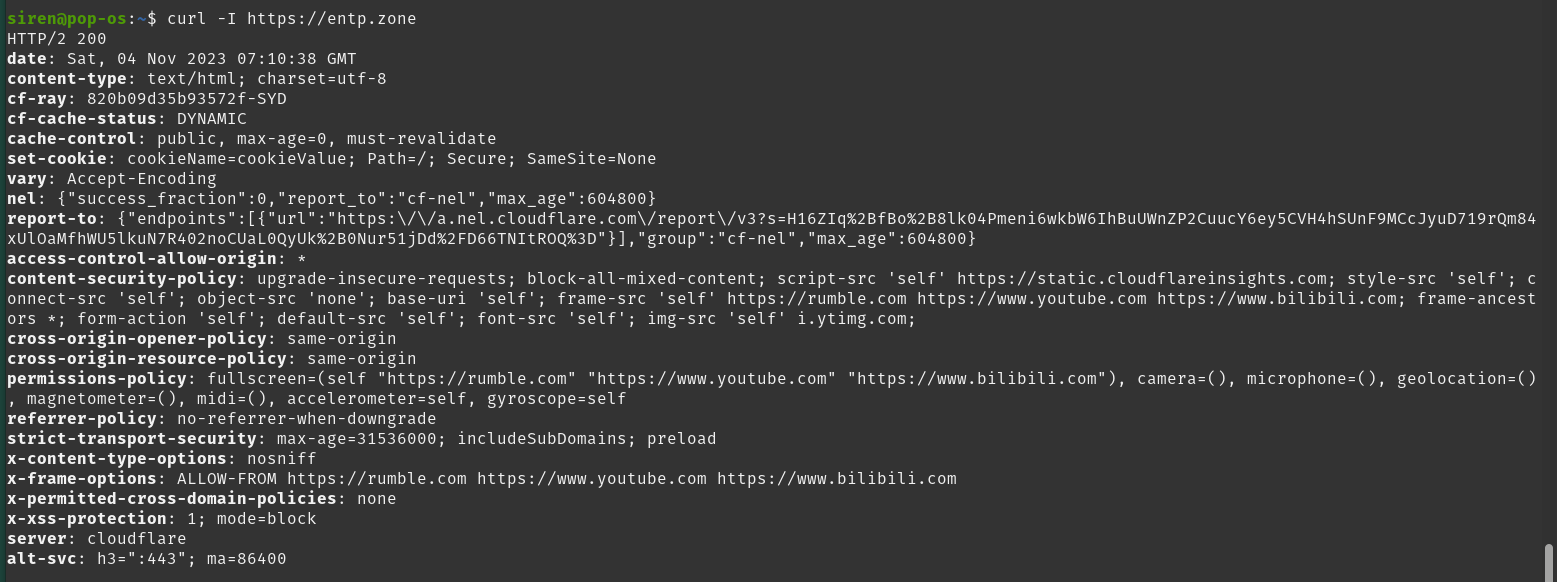 siren@pop-os:~$ curl -I https://entp.zone
HTTP/2 200
date: Sat, 04 Nov 2023 07:10:38 GMT
content-type: text/html; charset=utf-8
cf-ray: 820b09d35b93572f-SYD
cf-cache-status: DYNAMIC
cache-control: public, max-age=0, must-revalidate
set-cookie: cookieName=cookieValue; Path=/; Secure; SameSite=None
vary: Accept-Encoding
nel: {"success_fraction":0,"report_to":"cf-nel","max_age":604800}
report-to: {"endpoints":[{"url":"https:\/\/a.nel.cloudflare.com\/report\/v3?s=H16ZIq%2BfBo%2B8lk04Pmeni6wkbW6IhBuUWnZP2CuucY6ey5CVH4hSUnF9MCcJyuD719rQm84
xUlOaMfhWU5lkuN7R402noCUaL0QyUk%2B0Nur51jDd%2FD66TNItROQ%3D"}],"group":"cf-nel","max_age":604800}
access-control-allow-origin: *
content-security-policy: upgrade-insecure-requests; block-all-mixed-content; script-src 'self' https://static.cloudflareinsights.com; style-src 'self'; c
onnect-src 'self'; object-src 'none'; base-uri 'self'; frame-src 'self' https://rumble.com https://www.youtube.com https://www.bilibili.com; frame-ancest
ors *; form-action 'self'; default-src 'self'; font-src 'self'; img-src 'self' i.ytimg.com;
cross-origin-opener-policy: same-origin
cross-origin-resource-policy: same-origin
permissions-policy: fullscreen=(self "https://rumble.com" "https://www.youtube.com" "https://www.bilibili.com"), camera=(), microphone=(), geolocation=()
, magnetometer=(), midi=(), accelerometer=self, gyroscope=self
referrer-policy: no-referrer-when-downgrade
strict-transport-security: max-age=31536000; includeSubDomains; preload
x-content-type-options: nosniff
x-frame-options: ALLOW-FROM https://rumble.com https://www.youtube.com https://www.bilibili.com
x-permitted-cross-domain-policies: none
x-xss-protection: 1; mode=block
server: cloudflare
alt-svc: h3=":443"; ma=86400